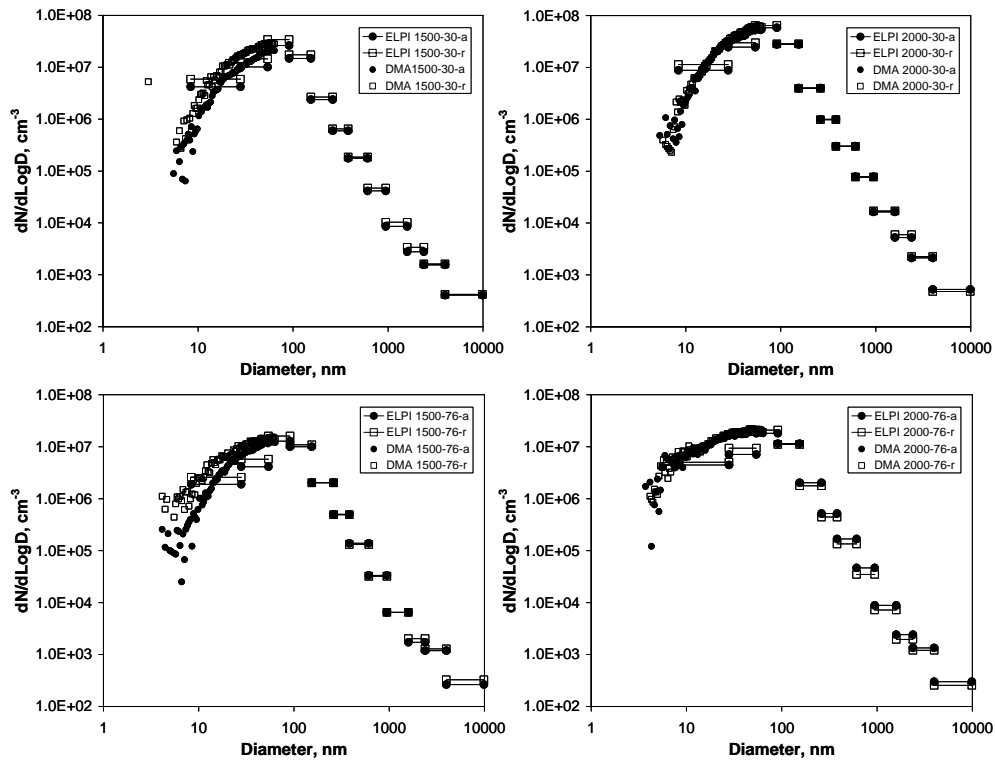 1.0E+08
1.0E+07
1.0E+06
1.0E+05
1.0E+04
1.0E+03
1.0E+02
dN/dLogD, cm-3
ELPI 1500-30-a
ELPI 1500-30-r
DMA1500-30-a
DMA 1500-30-r
1 10 100 1000 10000
Diameter, nm
1.0E+08
1.0E+07
1.0E+06
1.0E+05
1.0E+04
1.0E+03
1.0E+02
dN/dLogD, cm-3
ELPI 2000-30-a
ELPI 2000-30-r
DMA 2000-30-a
DMA 2000-30-r
1 10 100 1000 10000
Diameter, nm
1.0E+08
1.0E+07
1.0E+06
1.0E+05
1.0E+04
1.0E+03
1.0E+02
dN/dLogD, cm-3
ELPI 1500-76-a
ELPI 1500-76-r
DMA 1500-76-a
DMA 1500-76-r
1 10 100 1000 10000
Diameter, nm
1.0E+08
1.0E+07
1.0E+06
1.0E+05
1.0E+04
1.0E+03
1.0E+02
dN/dLogD, cm-3
ELPI 2000-76-a
ELPI 2000-76-r
DMA 2000-76-a
DMA 2000-76-r
1 10 100 1000 10000
Diameter, nm